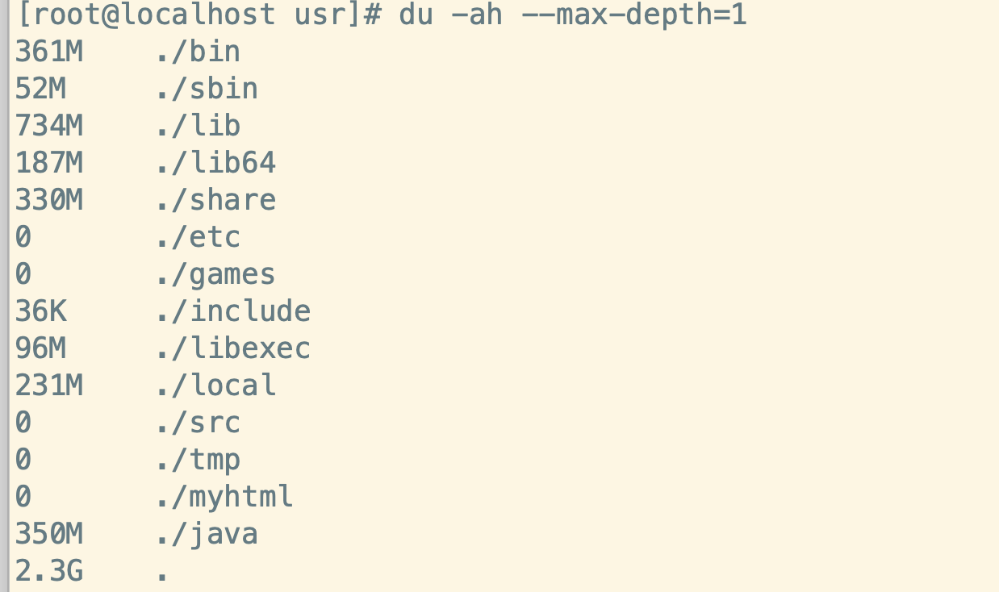 [root@localhost usr]# du -ah --max-depth=1
361M    ./bin
52M     ./sbin
734M    ./lib
187M    ./lib64
330M    ./share
0       ./etc
0       ./games
36K     ./include
96M     ./libexec
231M    ./local
0       ./src
0       ./tmp
0       ./myhtml
350M    ./java
2.3G    .